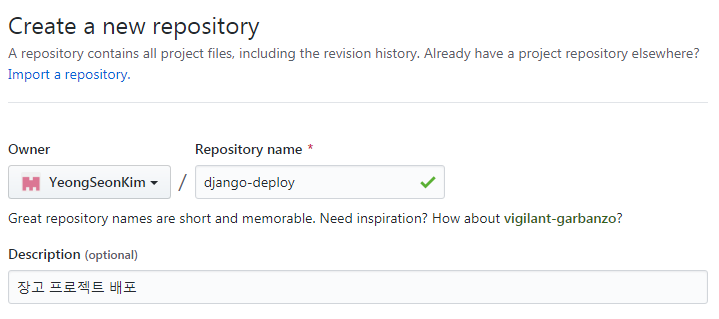 Create a new repository
A repository contains all project files, including the revision history. Already have a project repository elsewhere?
Import a repository.
Owner Repository name *
YeongSeonKim / django-deploy
Great repository names are short and memorable. Need inspiration? How about vigilant-garbanzo?
Description (optional)
장고 프로젝트 배포